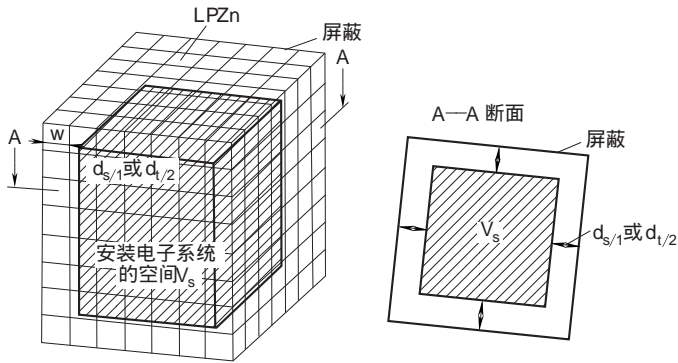 LPZn
屏蔽
A
A
w
d_{s/1}或d_{t/2}
安装电子系统
的空间V_s
A—A 断面
屏蔽
V_s
d_{s/1}或d_{t/2}